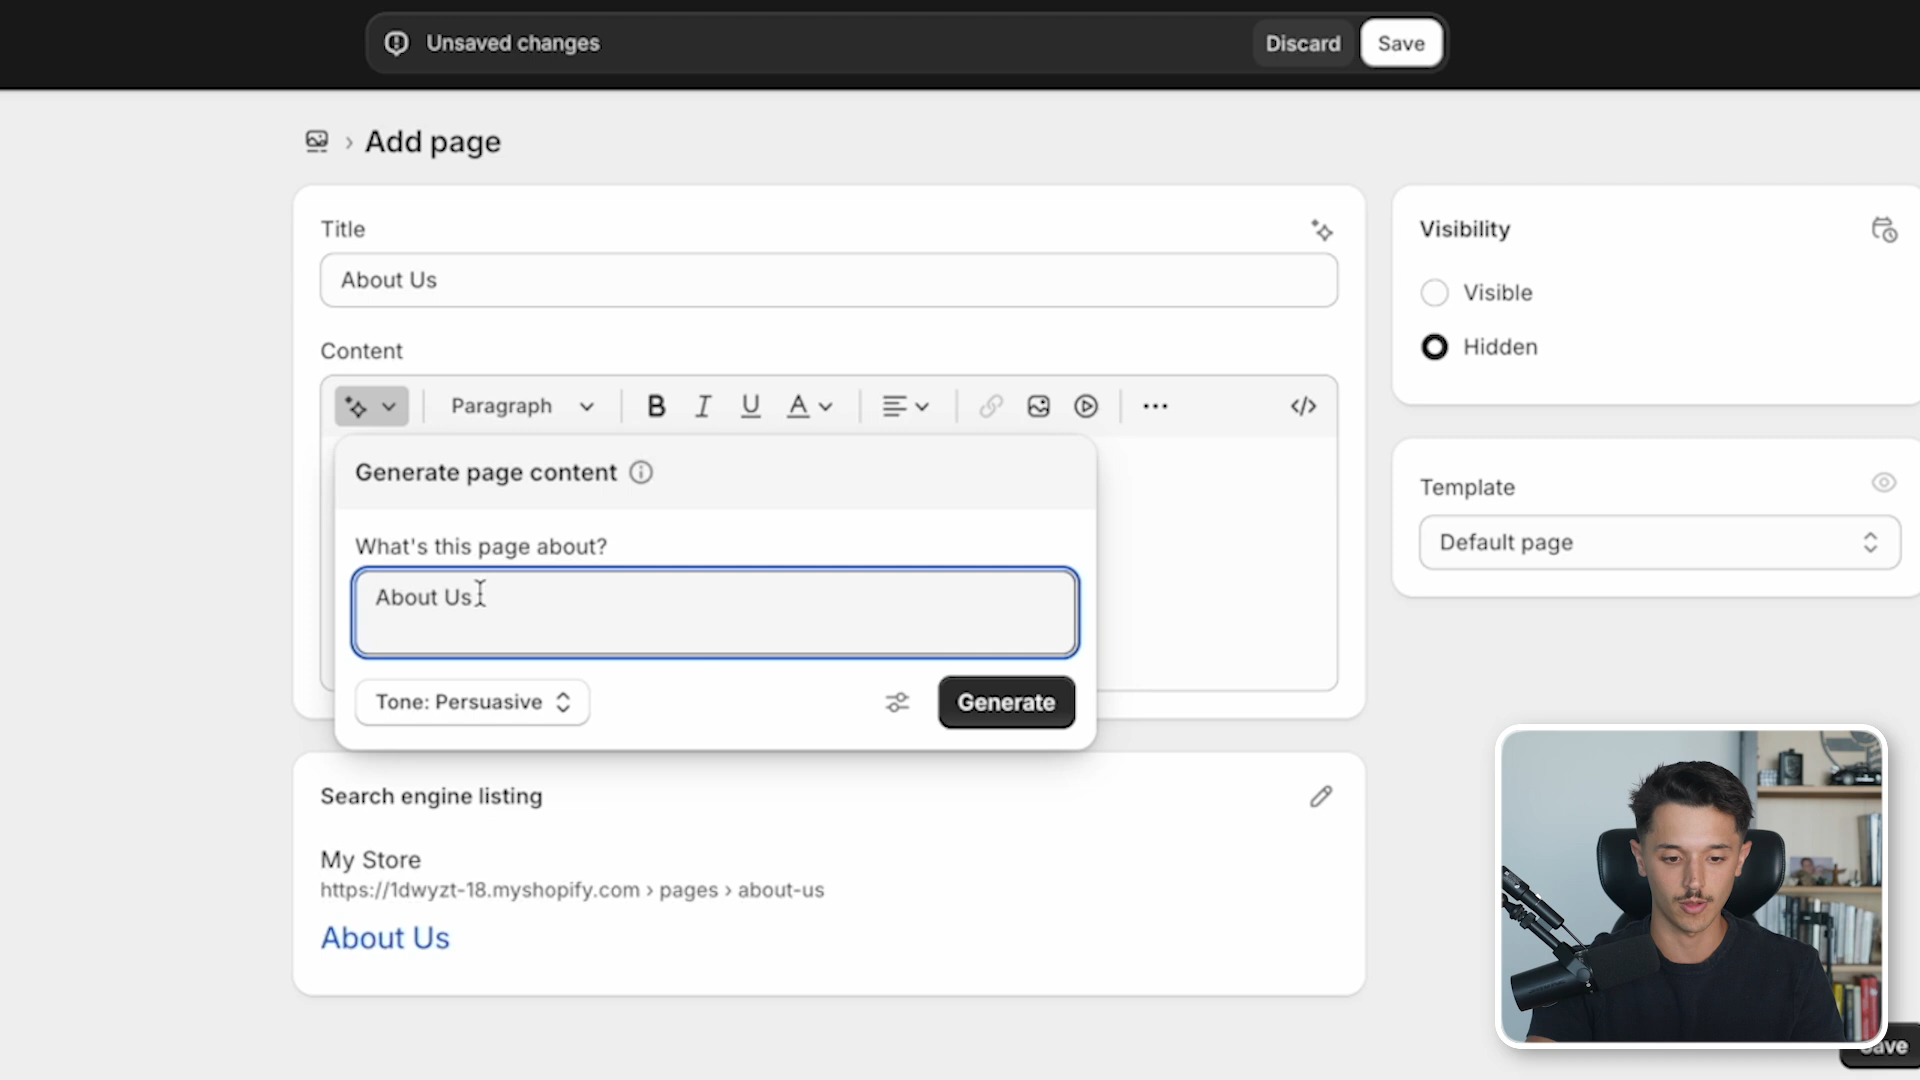 Unsaved changes
Discard
Save
› Add page
Title
About Us
Content
Paragraph
B I U A
</>
Generate page content
What's this page about?
About Us
Tone: Persuasive
Generate
Search engine listing
My Store
https://1dwyzt-18.myshopify.com › pages › about-us
About Us
Visibility
Visible
Hidden
Template
Default page
Save